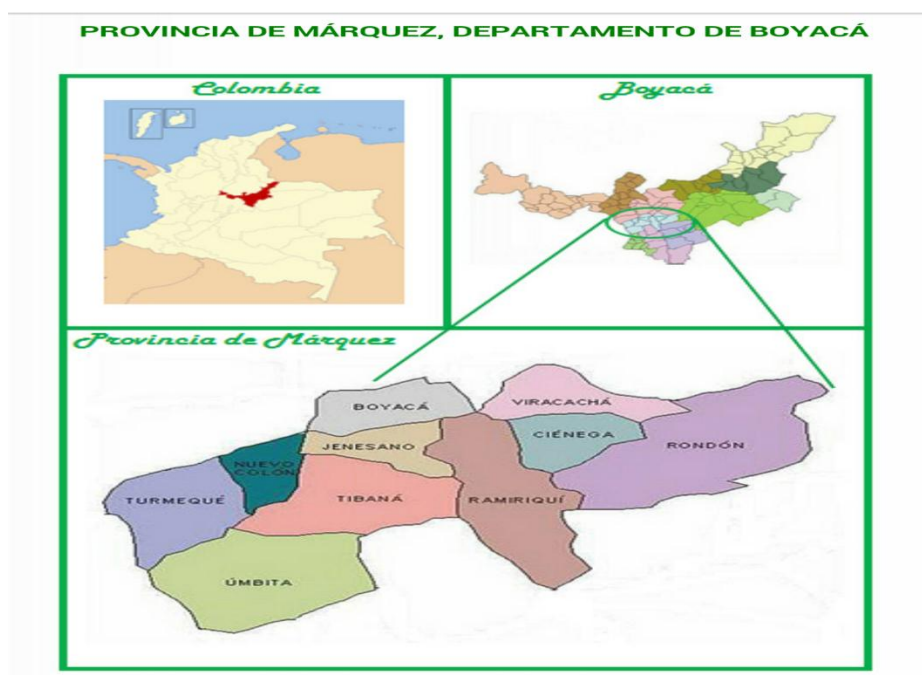 PROVINCIA DE MÁRQUEZ, DEPARTAMENTO DE BOYACÁ
Colombia
Boyacá
Provincia de Márquez
BOYACÁ
VIRACACHÁ
JENESANO
CIÉNEGA
RONDÓN
NUEVO
COLÓN
TURMEQUÉ
TIBANÁ
RAMIRIQUÍ
ÚMBITA